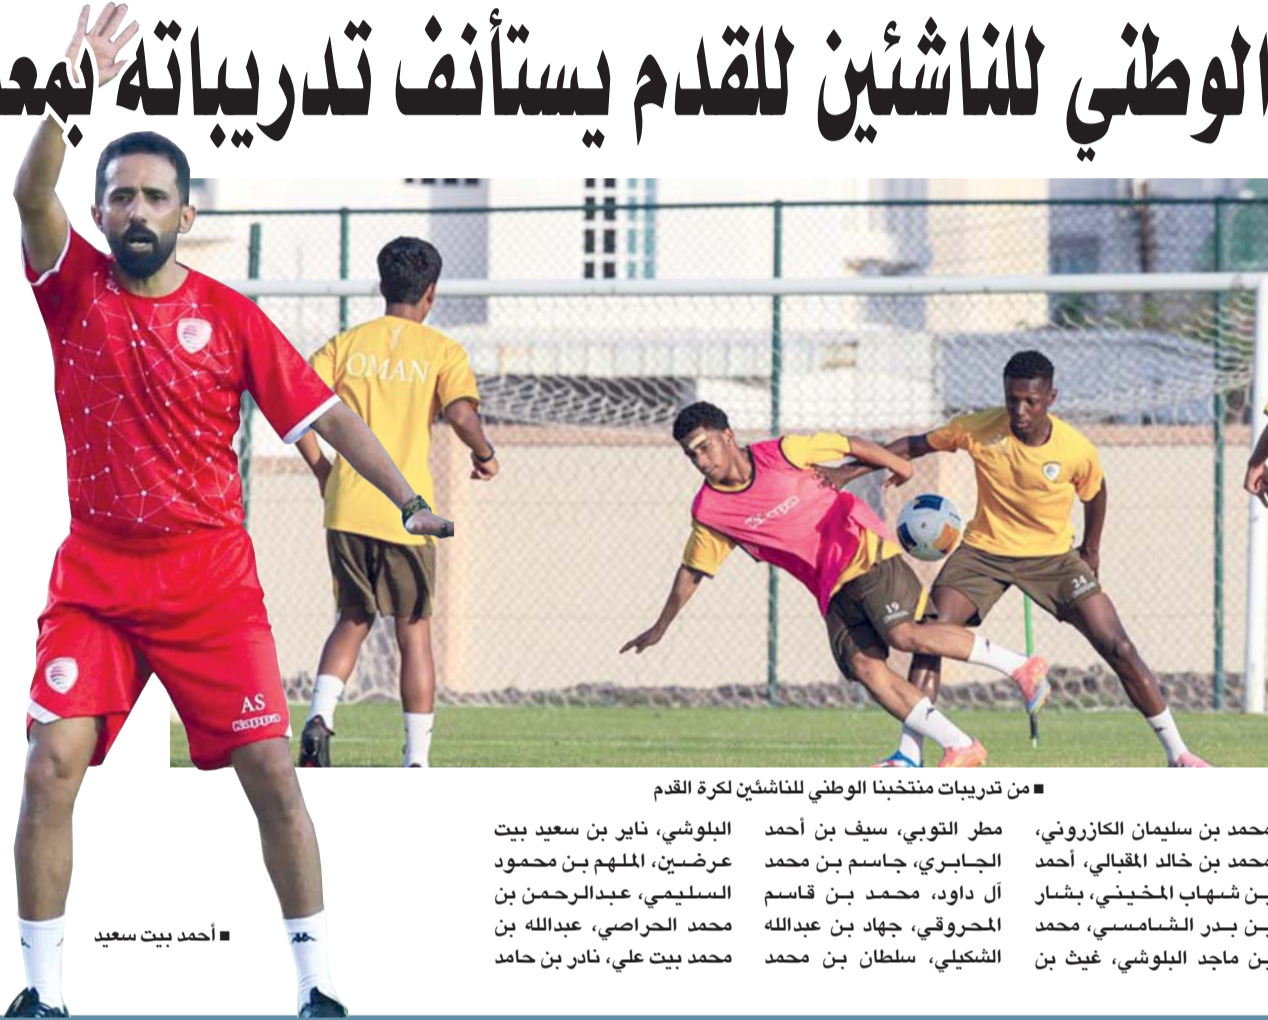 الوطني للناشئين للقدم يستأنف تدريباته بمع
OMAN
Kappa
19
24
AS
Kappa
■ من تدريبات منتخبنا الوطني للناشئين لكرة القدم
محمد بن سليمان الكازروني،
محمد بن خالد المقبالي، أحمد
بن شهاب المخيني، بشار
بن بدر الشامسي، محمد
بن ماجد البلوشي، غيث بن
مطر التوبي، سيف بن أحمد
الجابري، جاسم بن محمد
آل داود، محمد بن قاسم
المحروقي، جهاد بن عبدالله
الشكيلي، سلطان بن محمد
البلوشي، ناير بن سعيد بيت
عرضين، الملهم بن محمود
السليمي، عبدالرحمن بن
محمد الحراصي، عبدالله بن
محمد بيت علي، نادر بن حامد
■ أحمد بيت سعيد